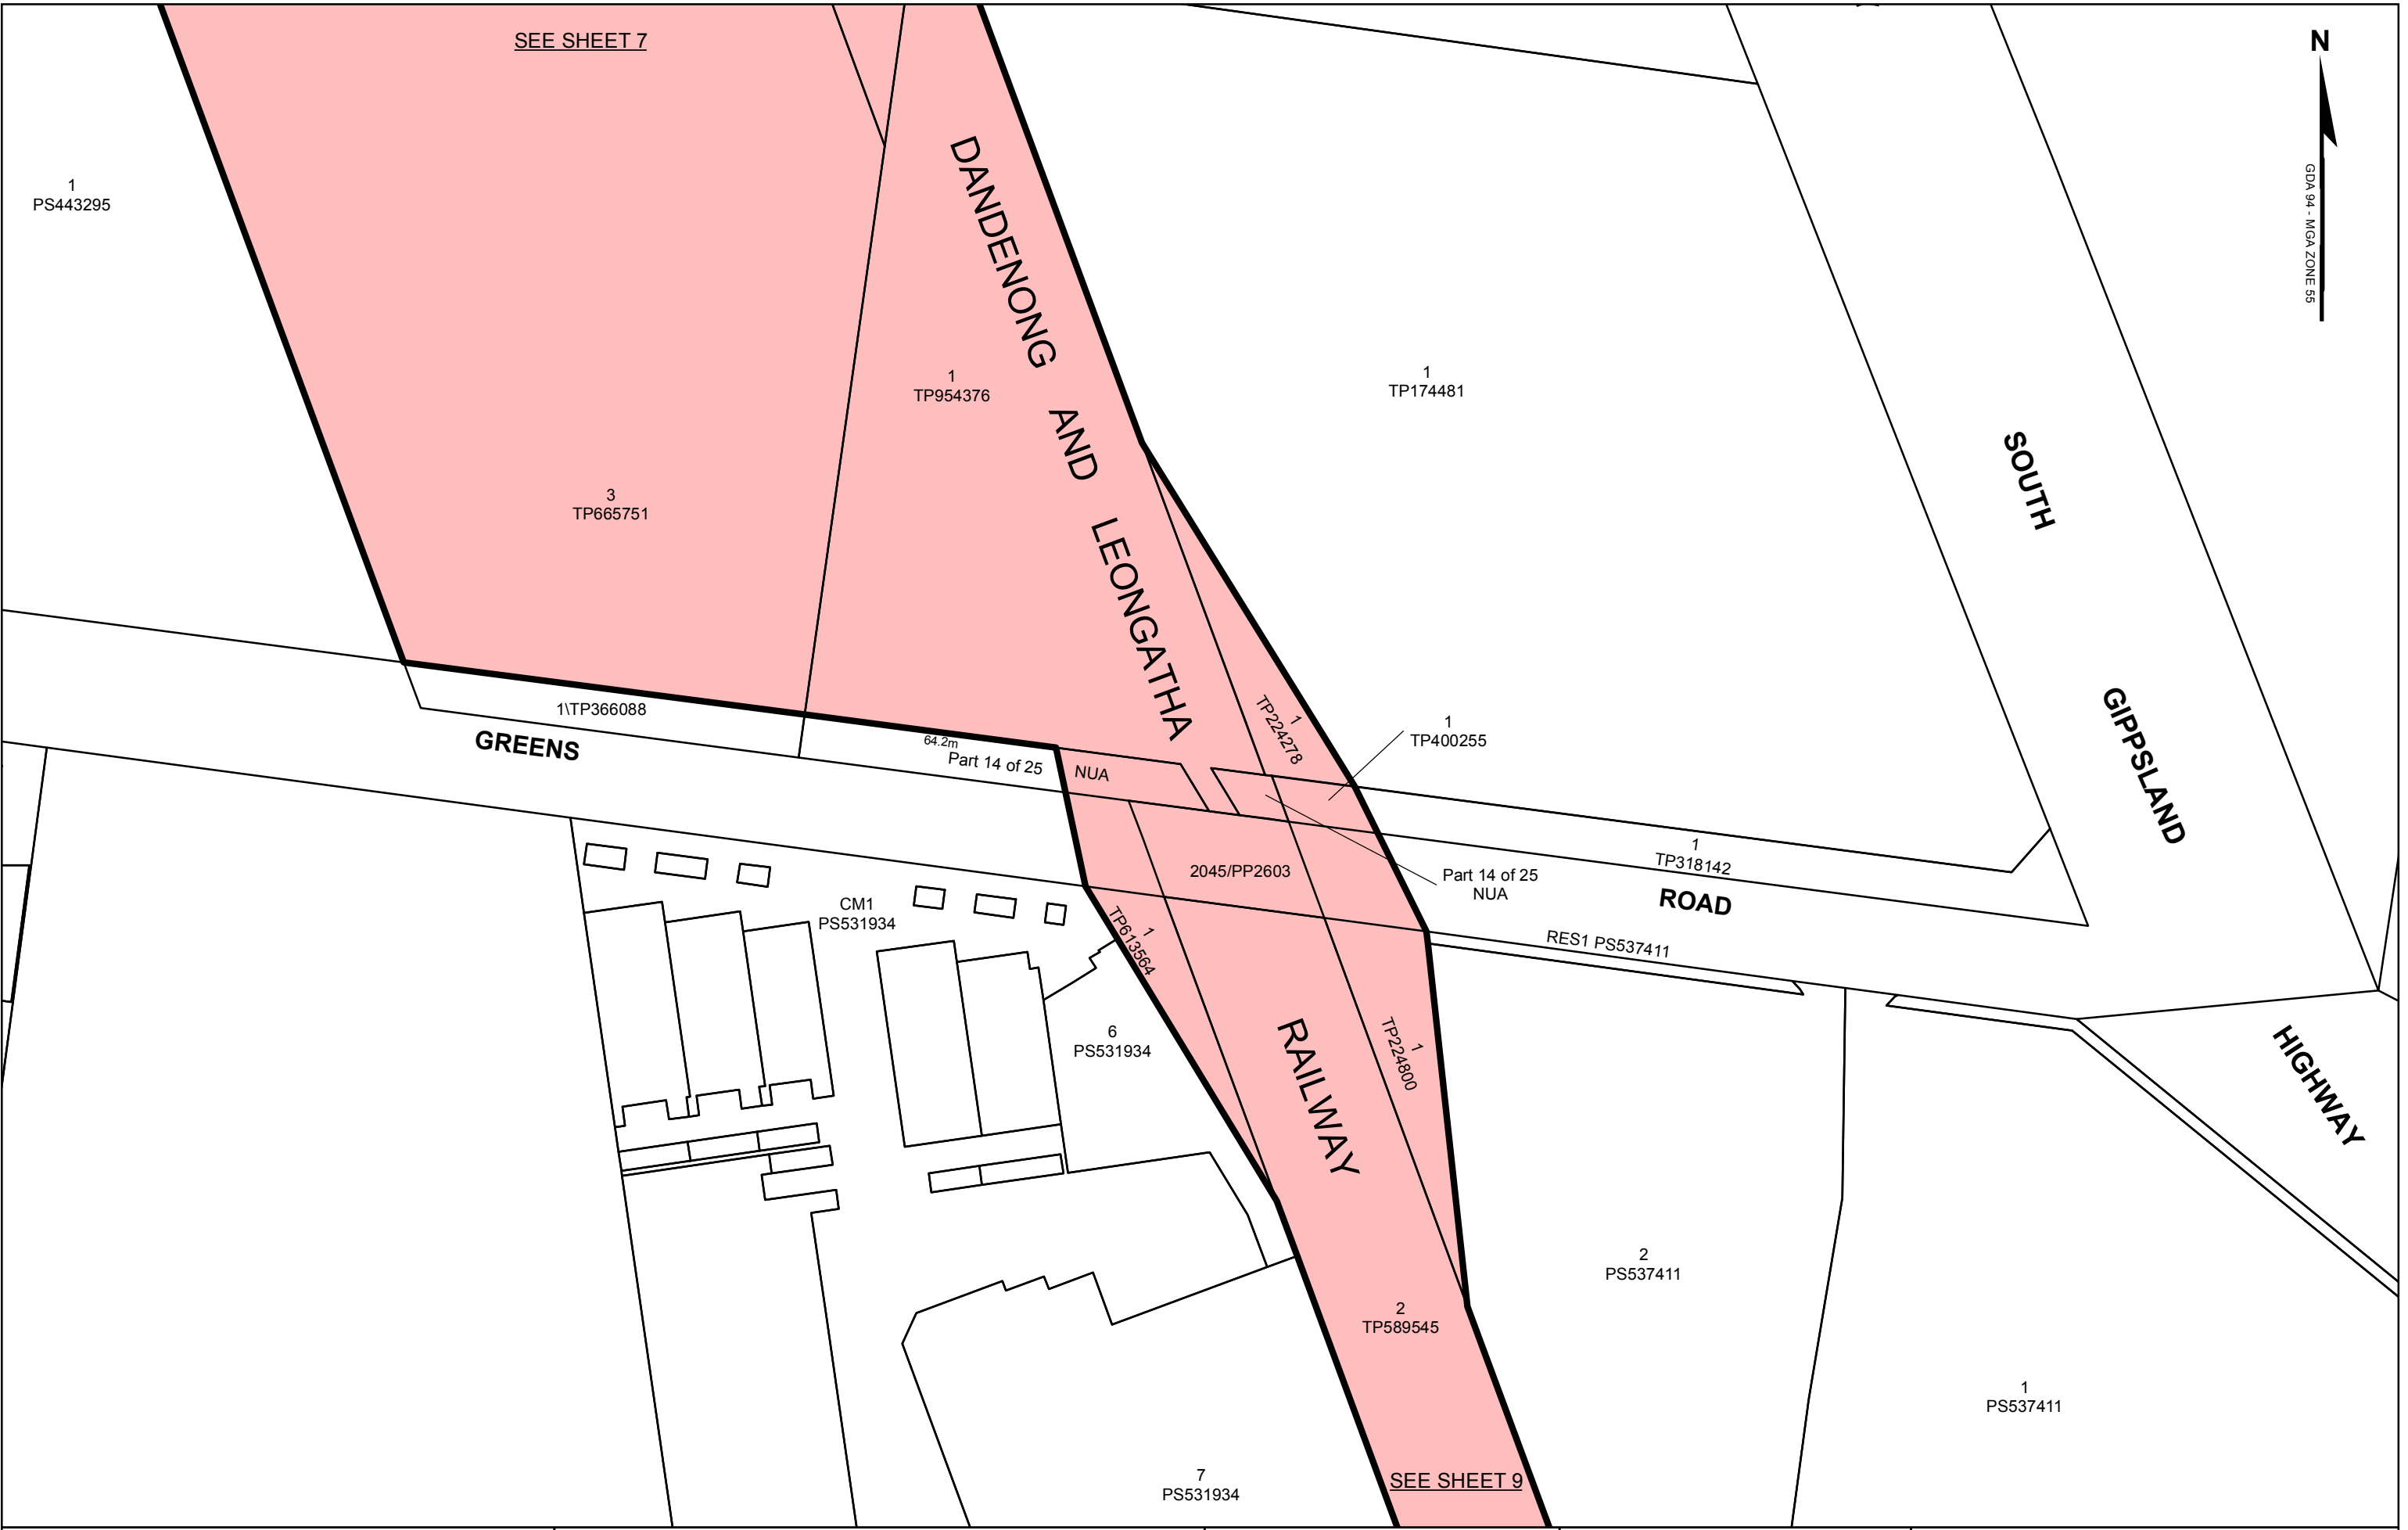 SEE SHEET 7
N
GDA 94 - MGA ZONE 55
1
PS443295
DANDENONG AND LEONGATHA
1
TP954376
1
TP174481
3
TP665751
SOUTH
GIPPSLAND
HIGHWAY
1\TP366088
GREENS
64.2m
Part 14 of 25
NUA
1
TP224278
1
TP400255
2045/PP2603
Part 14 of 25
NUA
1
TP318142
ROAD
RES1 PS537411
CM1
PS531934
1
TP613564
6
PS531934
RAILWAY
1
TP224800
2
PS537411
2
TP589545
1
PS537411
7
PS531934
SEE SHEET 9